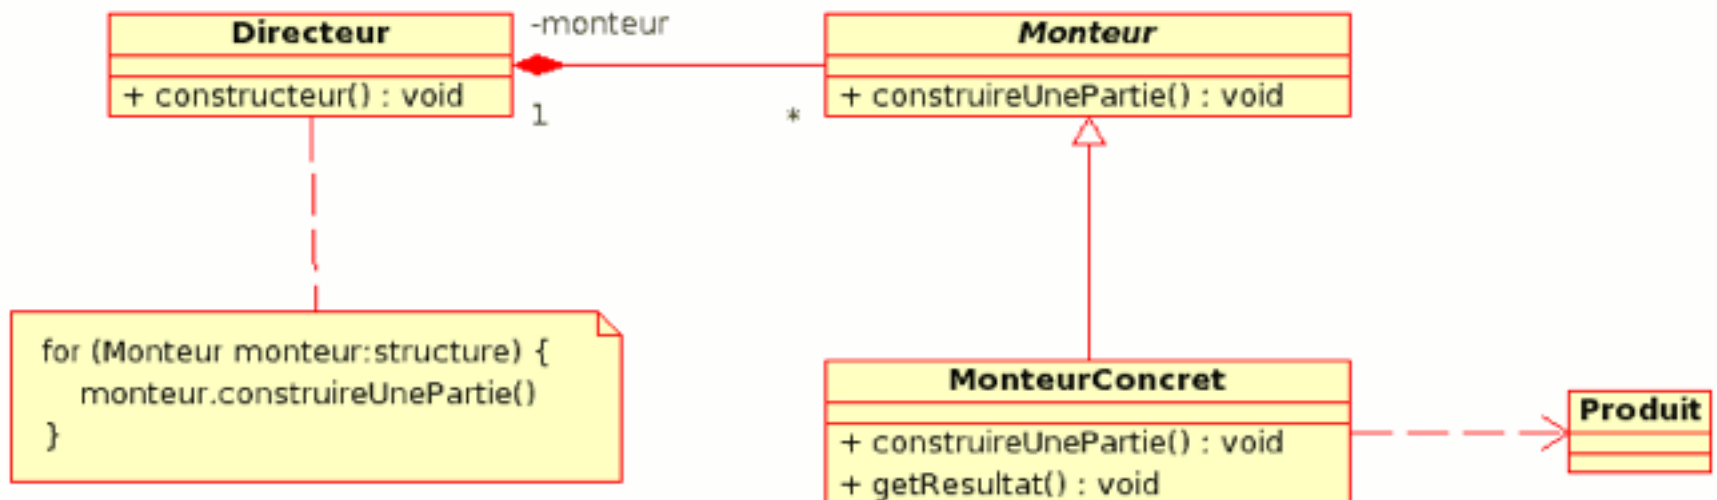 Directeur
+ constructeur() : void
-monteur
1
*
Monteur
+ construireUnePartie() : void
for (Monteur monteur:structure) {
monteur.construireUnePartie()
}
MonteurConcret
+ construireUnePartie() : void
+ getResultat() : void
Produit